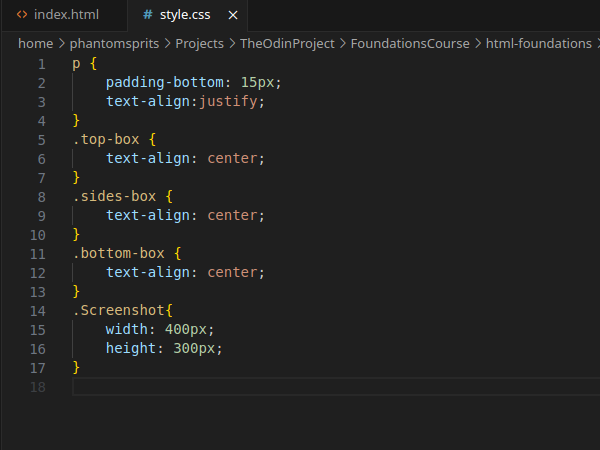 <> index.html # style.css ×
home > phantomsprits > Projects > TheOdinProject > FoundationsCourse > html-foundations >
1 p {
2 padding-bottom: 15px;
3 text-align:justify;
4 }
5 .top-box {
6 text-align: center;
7 }
8 .sides-box {
9 text-align: center;
10 }
11 .bottom-box {
12 text-align: center;
13 }
14 .Screenshot{
15 width: 400px;
16 height: 300px;
17 }
18